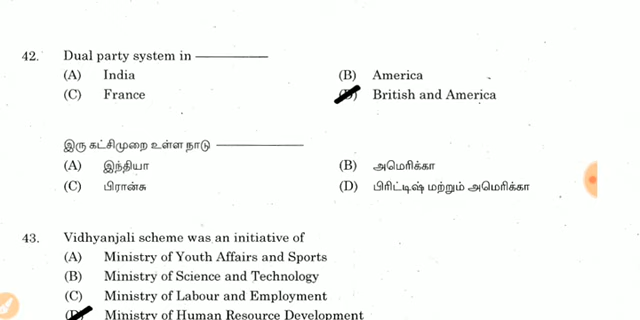 42. Dual party system in
(A) India (B) America
(C) France (D) British and America
இரு கட்சிமுறை உள்ள நாடு
(A) இந்தியா (B) அமெரிக்கா
(C) பிரான்சு (D) பிரிட்டிஷ் மற்றும் அமெரிக்கா
43. Vidhyanjali scheme was an initiative of
(A) Ministry of Youth Affairs and Sports
(B) Ministry of Science and Technology
(C) Ministry of Labour and Employment
(D) Ministry of Human Resource Development